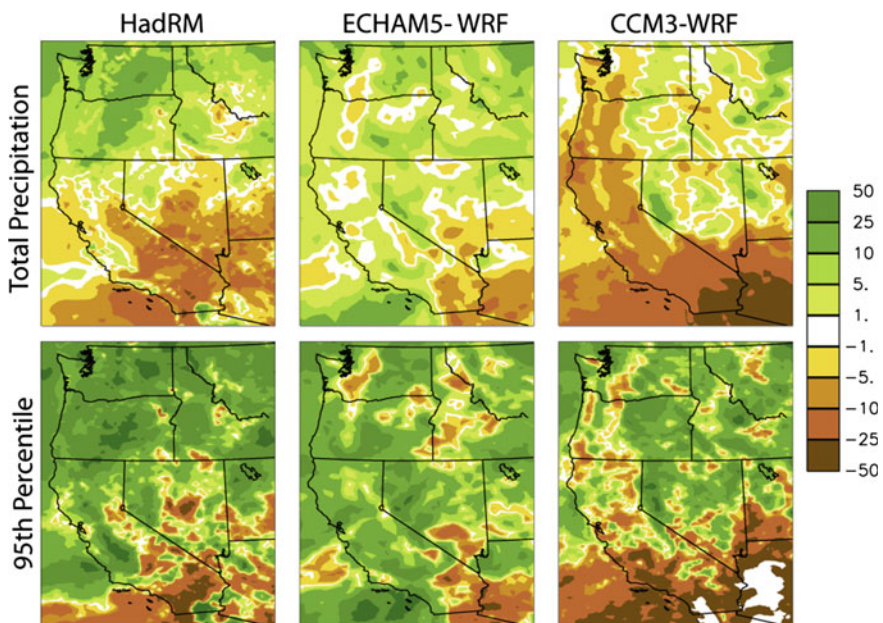 HadRM
ECHAM5- WRF
CCM3-WRF
Total Precipitation
95th Percentile
50
25
10
5.
1.
-1.
-5.
-10
-25
-50